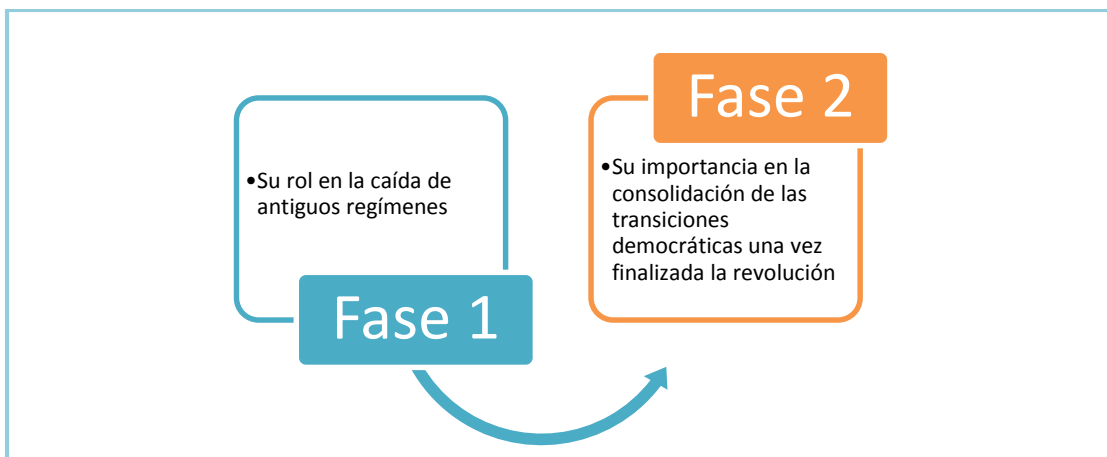 •Su rol en la caída de
antiguos regímenes
Fase 1
Fase 2
•Su importancia en la
consolidación de las
transiciones
democráticas una vez
finalizada la revolución